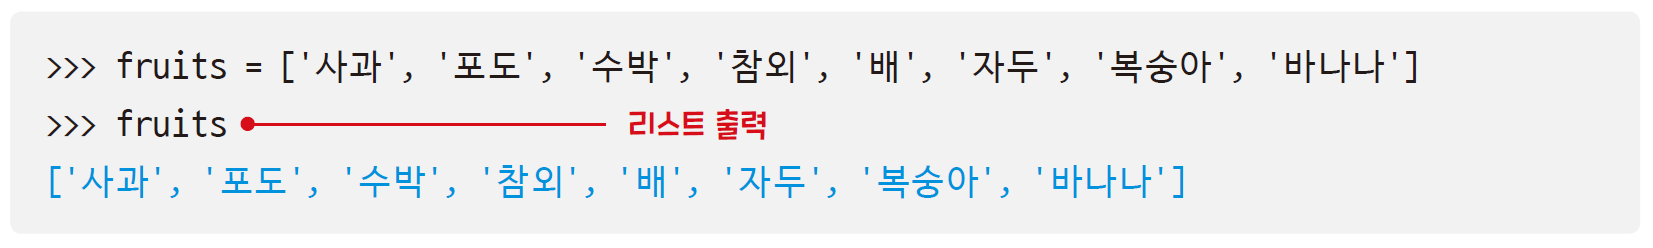 >>> fruits = ['사과', '포도', '수박', '참외', '배', '자두', '복숭아', '바나나']
>>> fruits 리스트 출력
['사과', '포도', '수박', '참외', '배', '자두', '복숭아', '바나나']